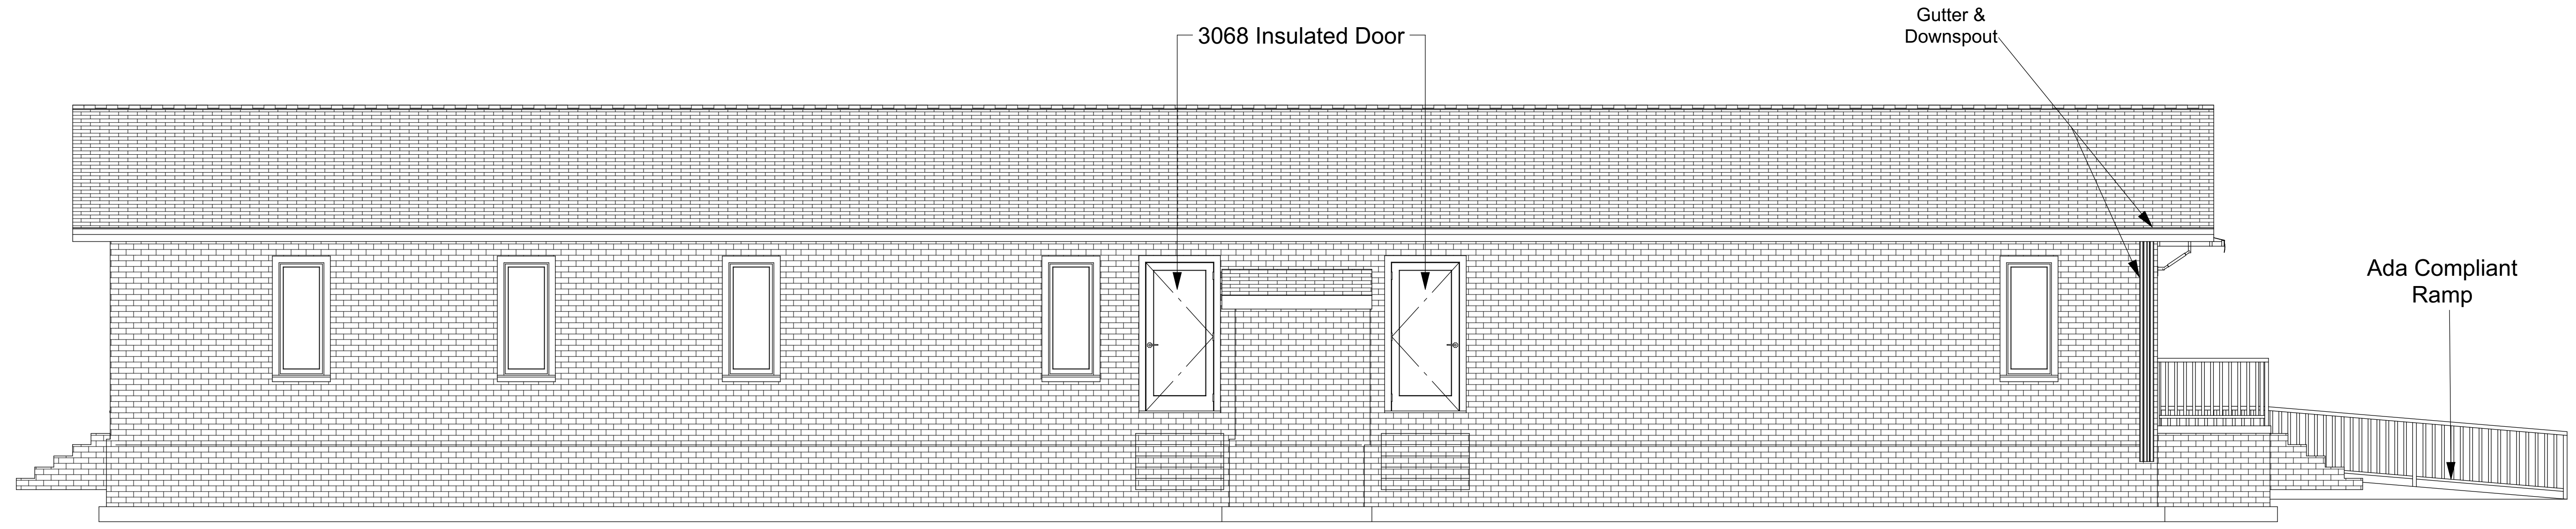 3068 Insulated Door
Gutter &
Downspout
Ada Compliant
Ramp